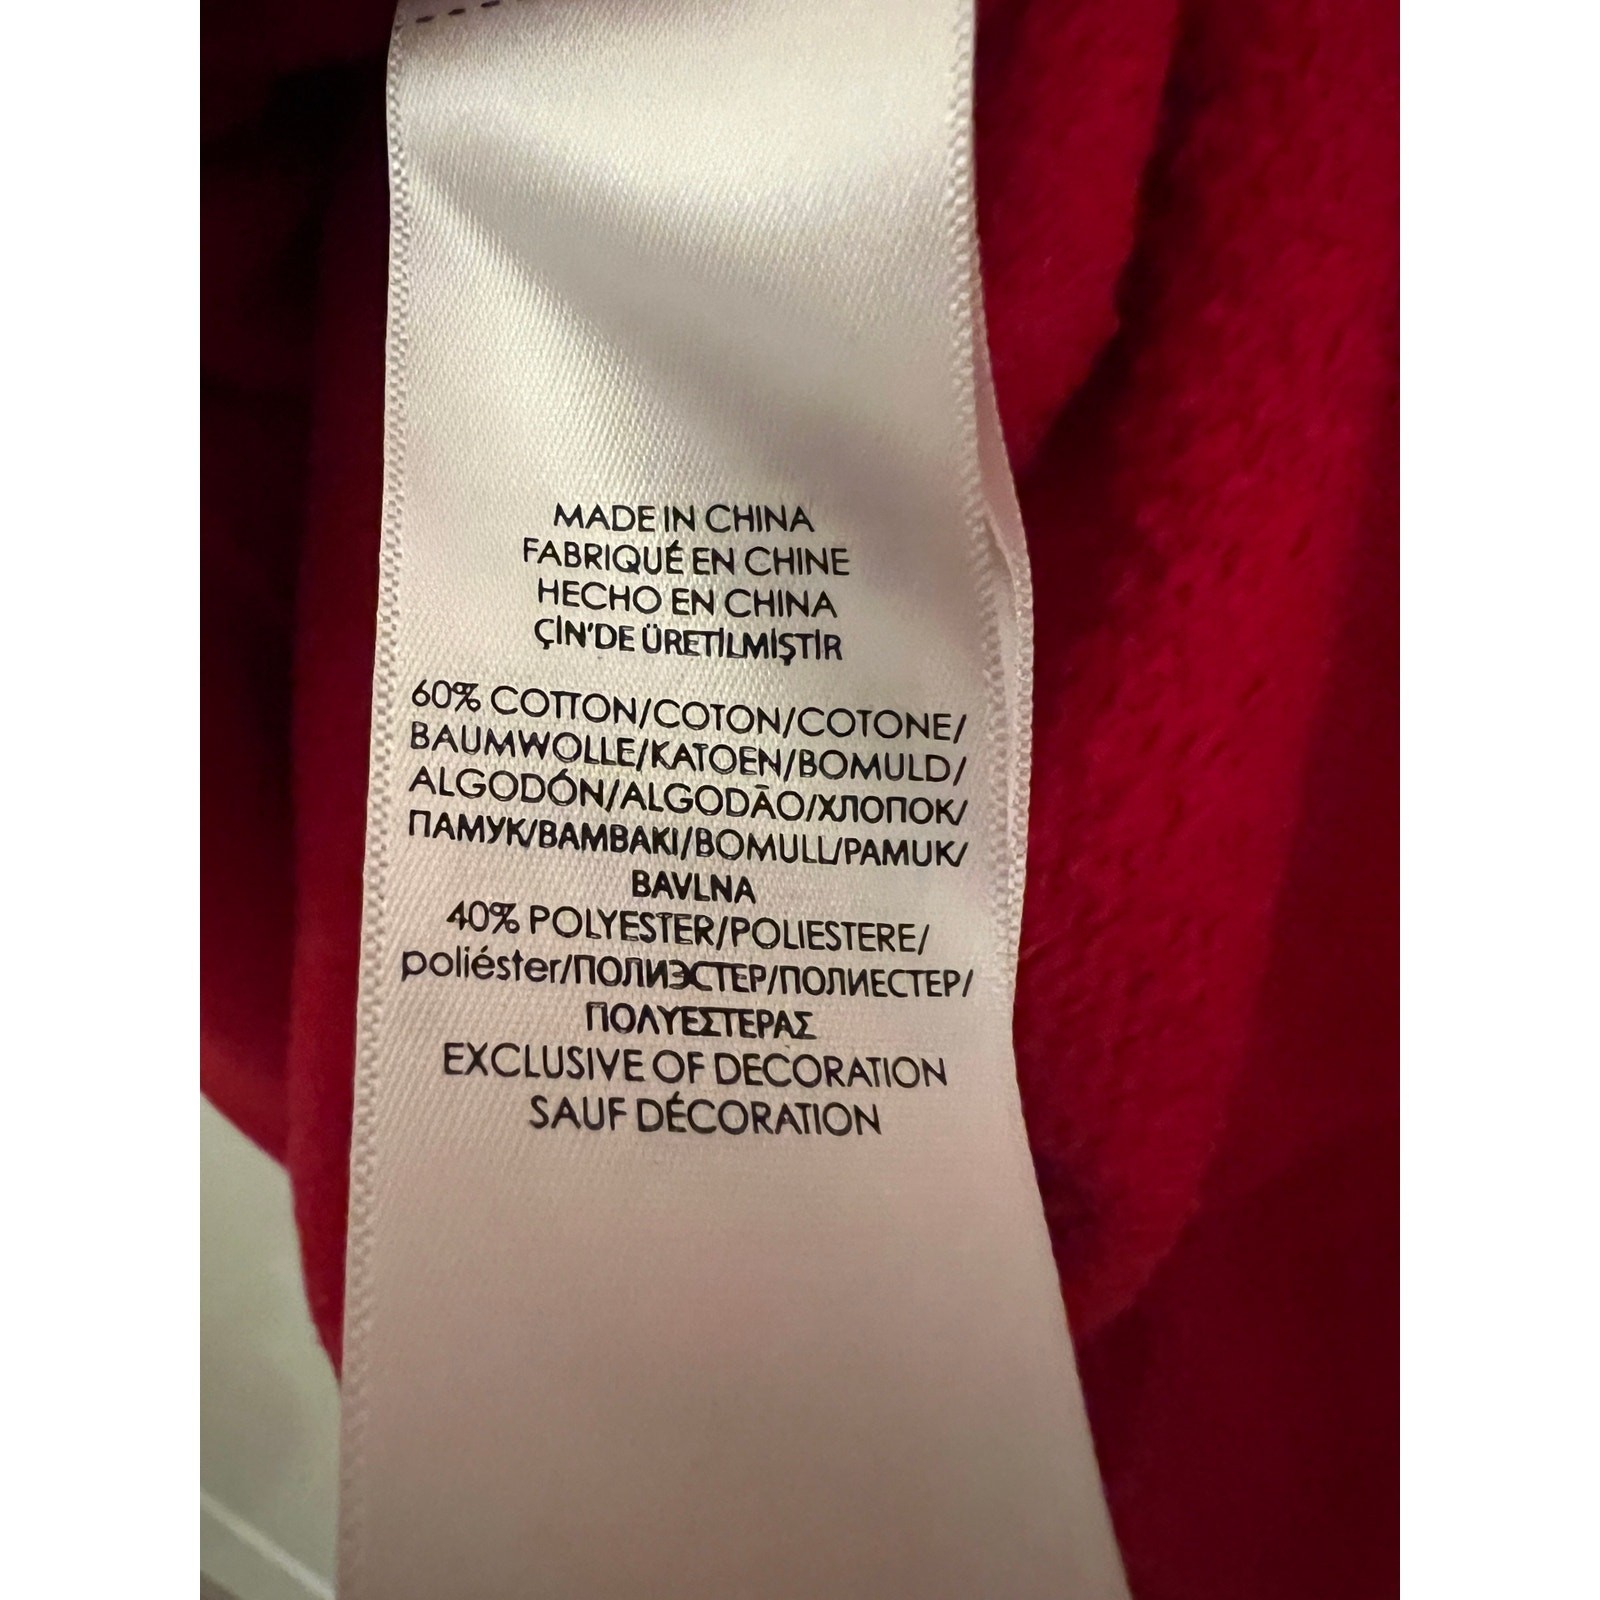 MADE IN CHINA
FABRIQUÉ EN CHINE
HECHO EN CHINA
ÇİN'DE ÜRETİLMİŞTİR
60% COTTON/COTON/COTONE/
BAUMWOLLE/KATOEN/BOMULD/
ALGODÓN/ALGODÃO/ХЛОПОК/
ПАМУК/BAMBAKI/BOMULL/PAMUK/
BAVLNA
40% POLYESTER/POLIESTERE/
poliéster/ПОЛИЭСТЕР/ПОЛИЕСТЕР/
ΠΟΛΥΕΣΤΕΡΑΣ
EXCLUSIVE OF DECORATION
SAUF DÉCORATION